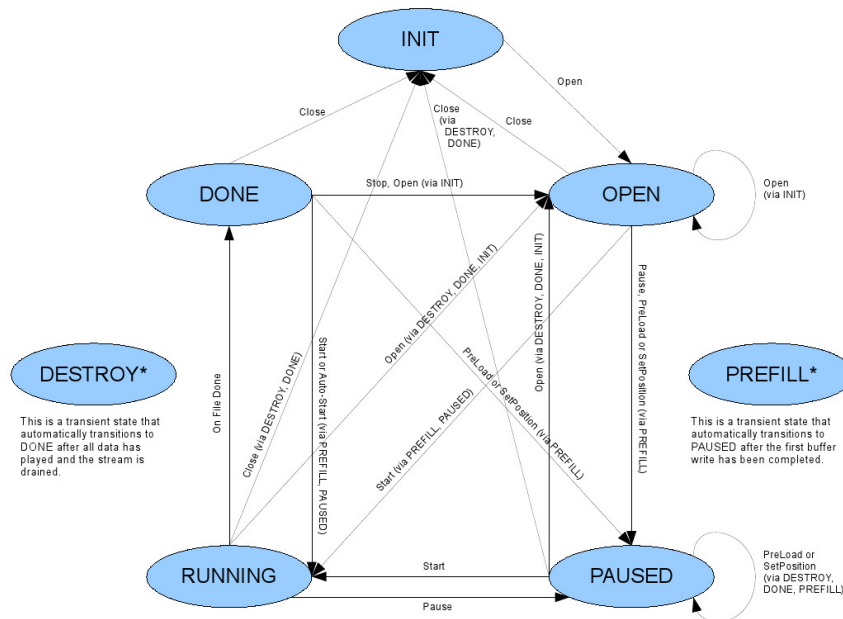 INIT
Open
Close
Close
(via
DESTROY,
DONE)
Close
DONE
Stop, Open (via INIT)
OPEN
Open
(via INIT)
Open (via DESTROY, DONE, INIT)
Pause, PreLoad or SetPosition (via PREFILL)
Open (via DESTROY, DONE, INIT)
Start or Auto-Start (via PREFILL, PAUSED)
PreLoad or SetPosition (via PREFILL)
On File Done
Close (via DESTROY, DONE)
Start (via PREFILL, PAUSED)
DESTROY*
This is a transient state that
automatically transitions to
DONE after all data has
played and the stream is
drained.
PREFILL*
This is a transient state that
automatically transitions to
PAUSED after the first buffer
write has been completed.
RUNNING
Start
Pause
PAUSED
PreLoad or
SetPosition
(via DESTROY,
DONE, PREFILL)